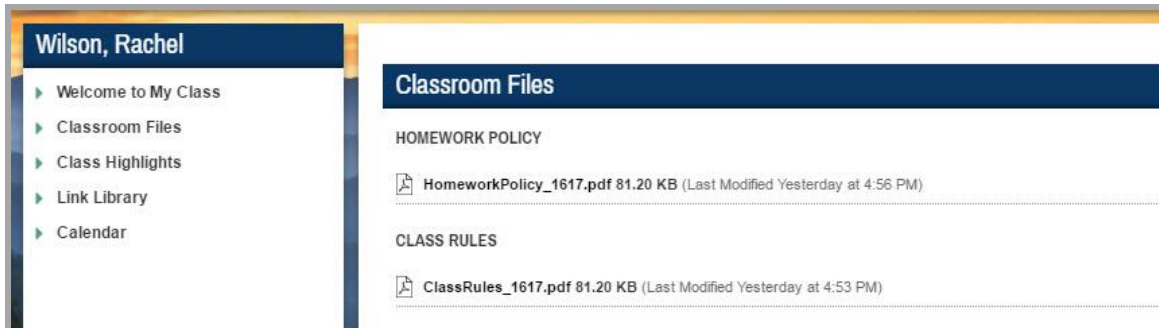 Wilson, Rachel
Welcome to My Class
Classroom Files
Class Highlights
Link Library
Calendar
Classroom Files
HOMEWORK POLICY
HomeworkPolicy_1617.pdf 81.20 KB (Last Modified Yesterday at 4:56 PM)
CLASS RULES
ClassRules_1617.pdf 81.20 KB (Last Modified Yesterday at 4:53 PM)